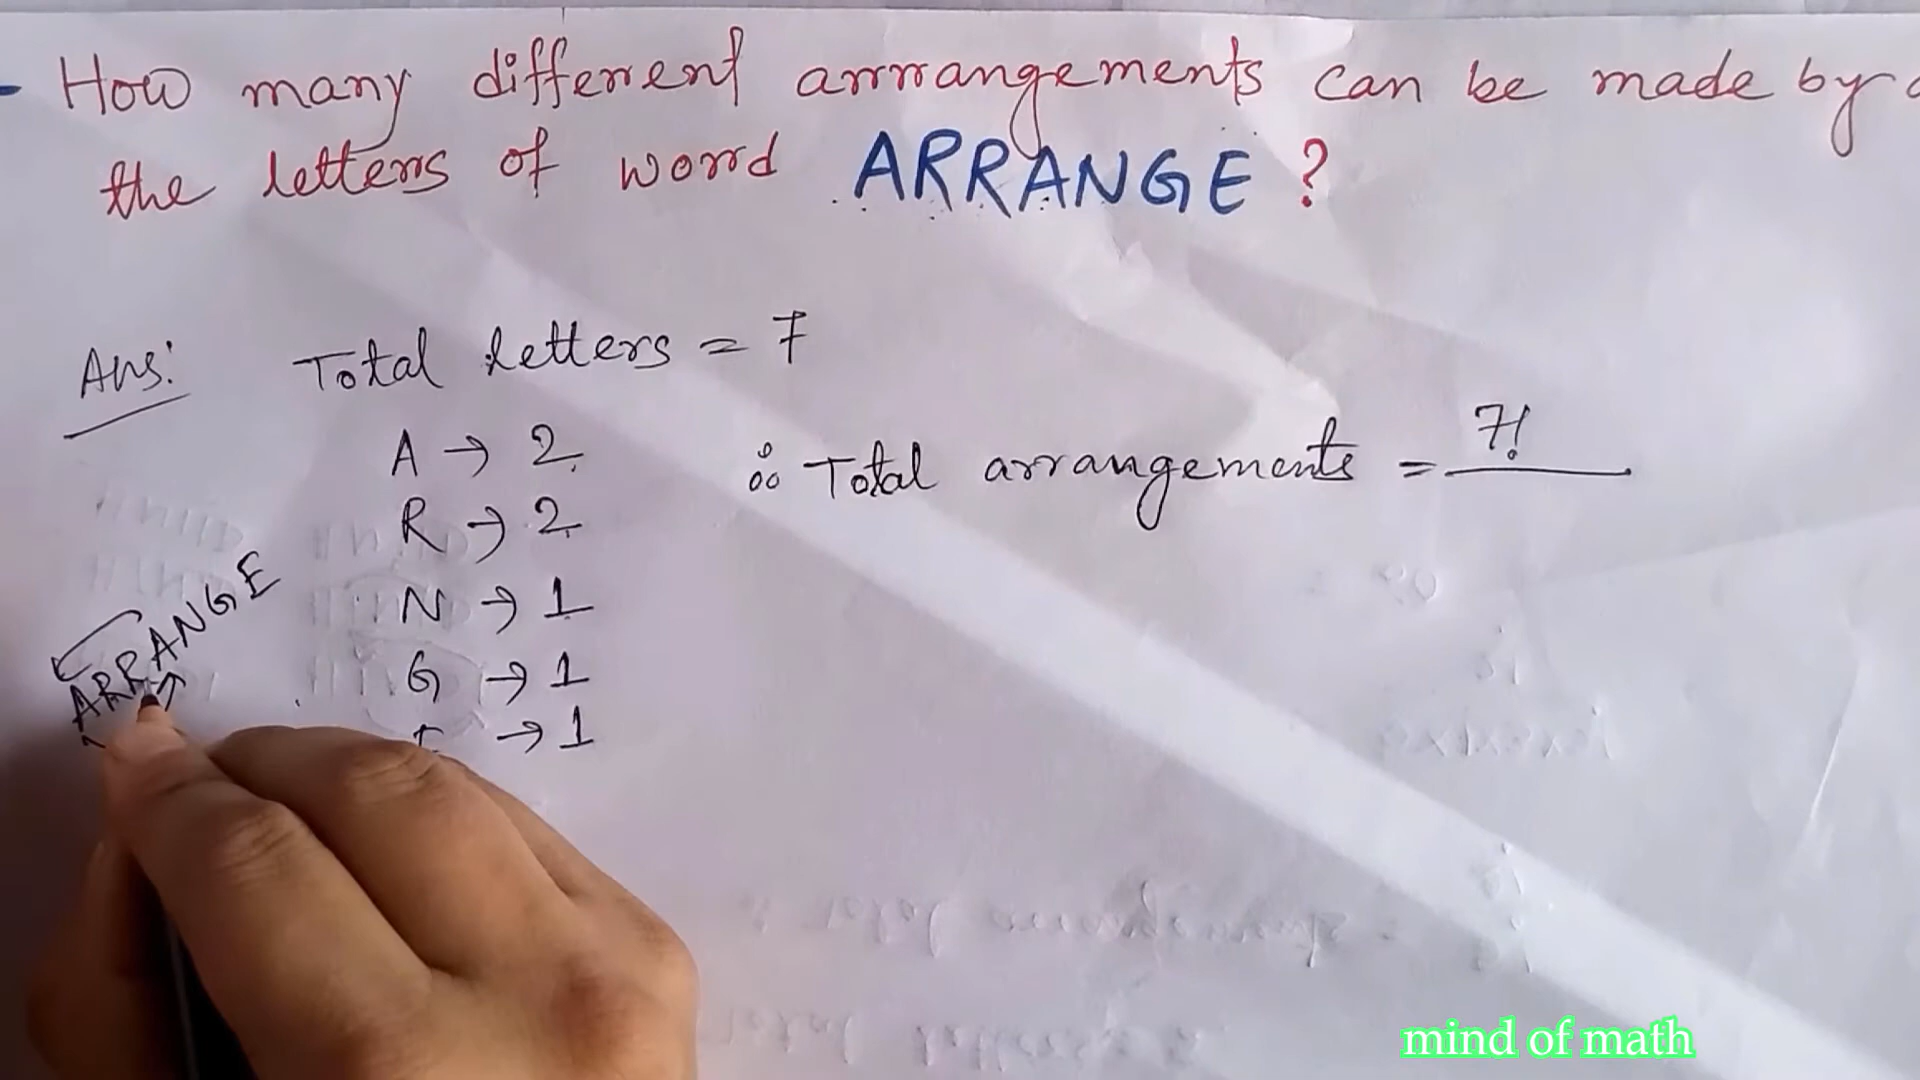 - How many different arrangements can be made by
the letters of word ARRANGE ?
Ans: Total letters = 7
A → 2
∴ Total arrangements = 7!
R → 2
N → 1
G → 1
→ 1
ARRANGE
mind of math